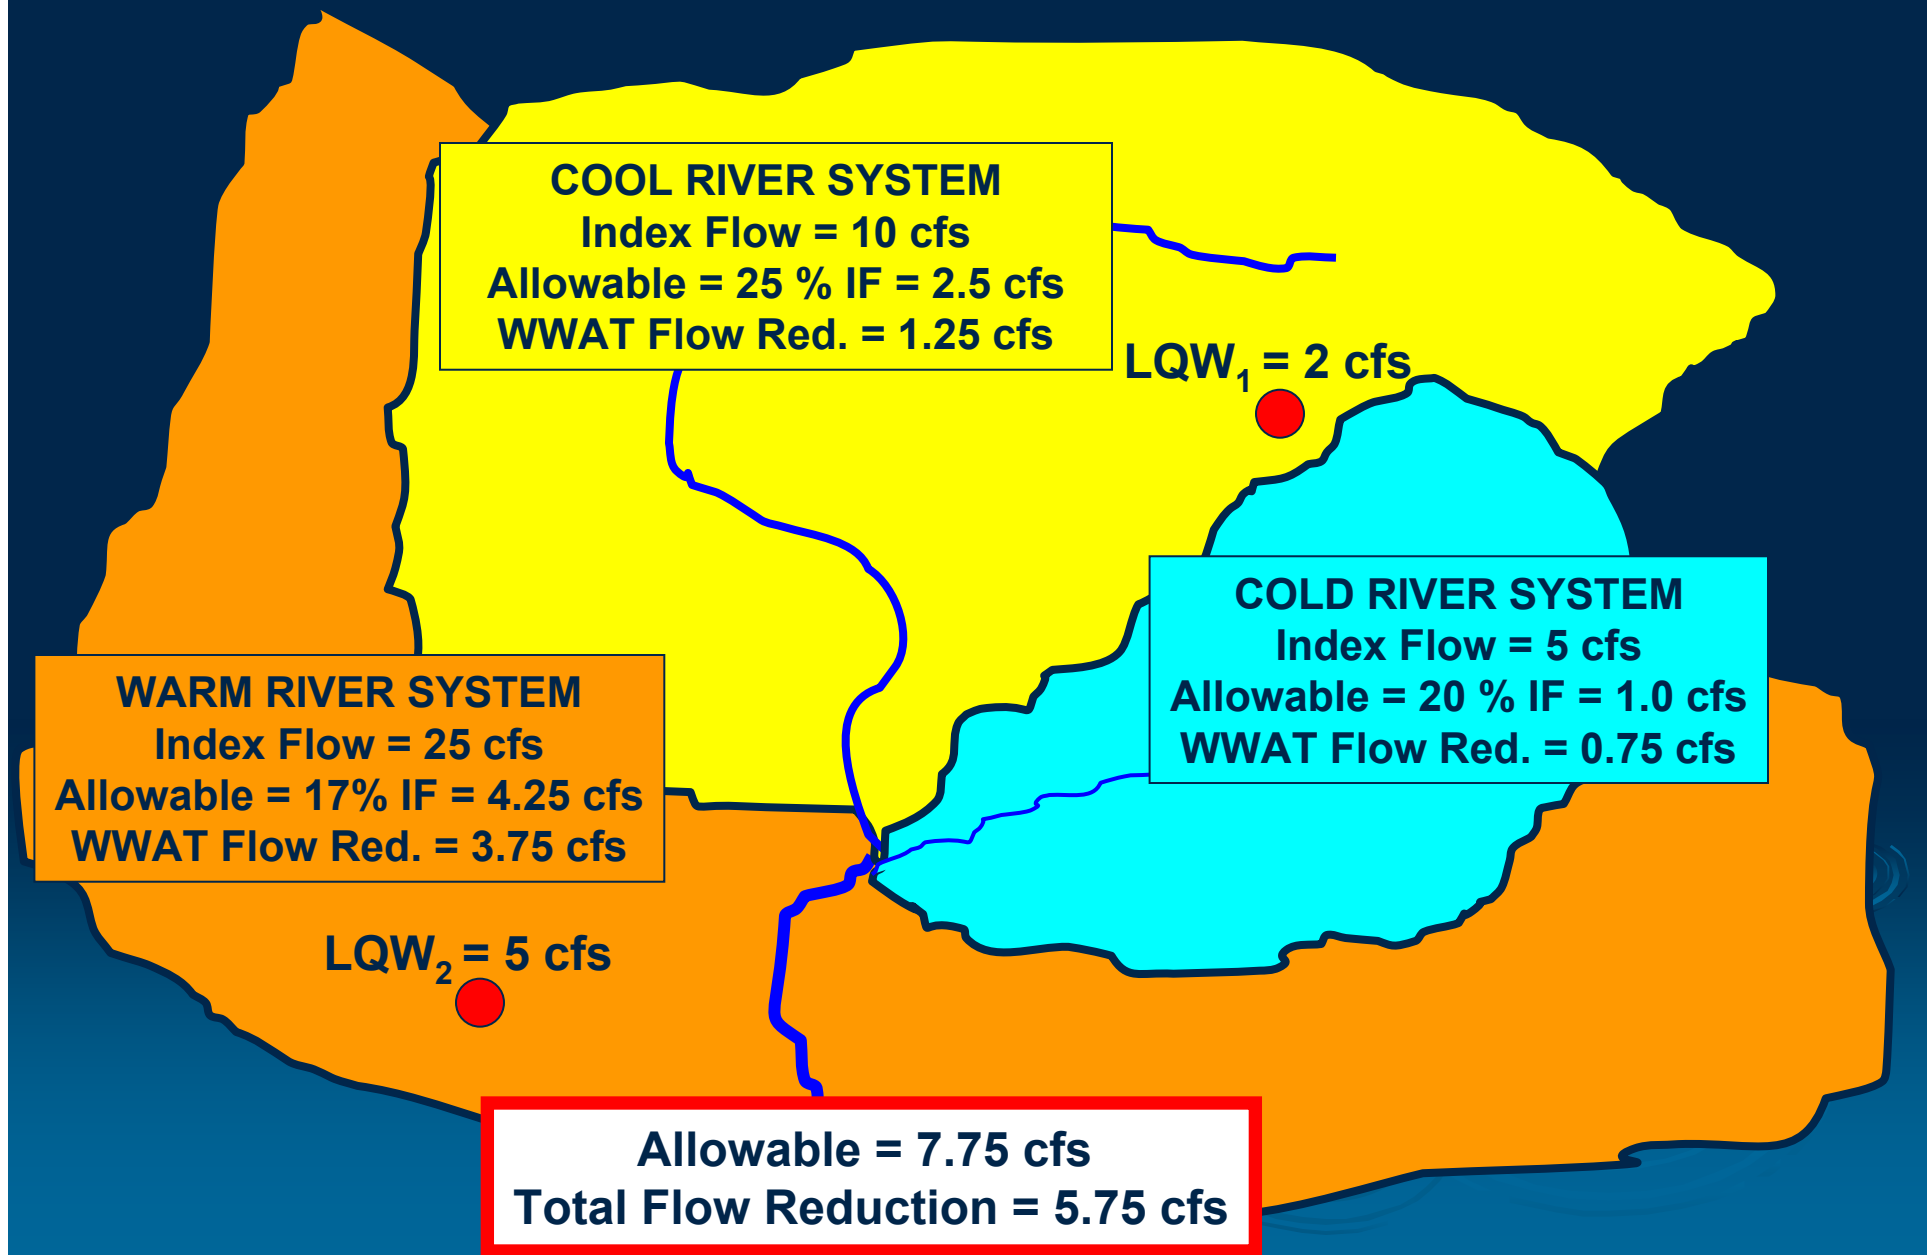 COOL RIVER SYSTEM
Index Flow = 10 cfs
Allowable = 25 % IF = 2.5 cfs
WWAT Flow Red. = 1.25 cfs
LQW₁ = 2 cfs
COLD RIVER SYSTEM
Index Flow = 5 cfs
Allowable = 20 % IF = 1.0 cfs
WWAT Flow Red. = 0.75 cfs
WARM RIVER SYSTEM
Index Flow = 25 cfs
Allowable = 17% IF = 4.25 cfs
WWAT Flow Red. = 3.75 cfs
LQW₂ = 5 cfs
Allowable = 7.75 cfs
Total Flow Reduction = 5.75 cfs